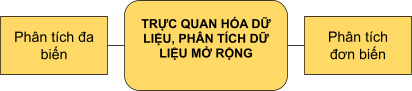 Phân tích đa
biến
TRỰC QUAN HÓA DỮ
LIỆU, PHÂN TÍCH DỮ
LIỆU MỞ RỘNG
Phân tích
đơn biến